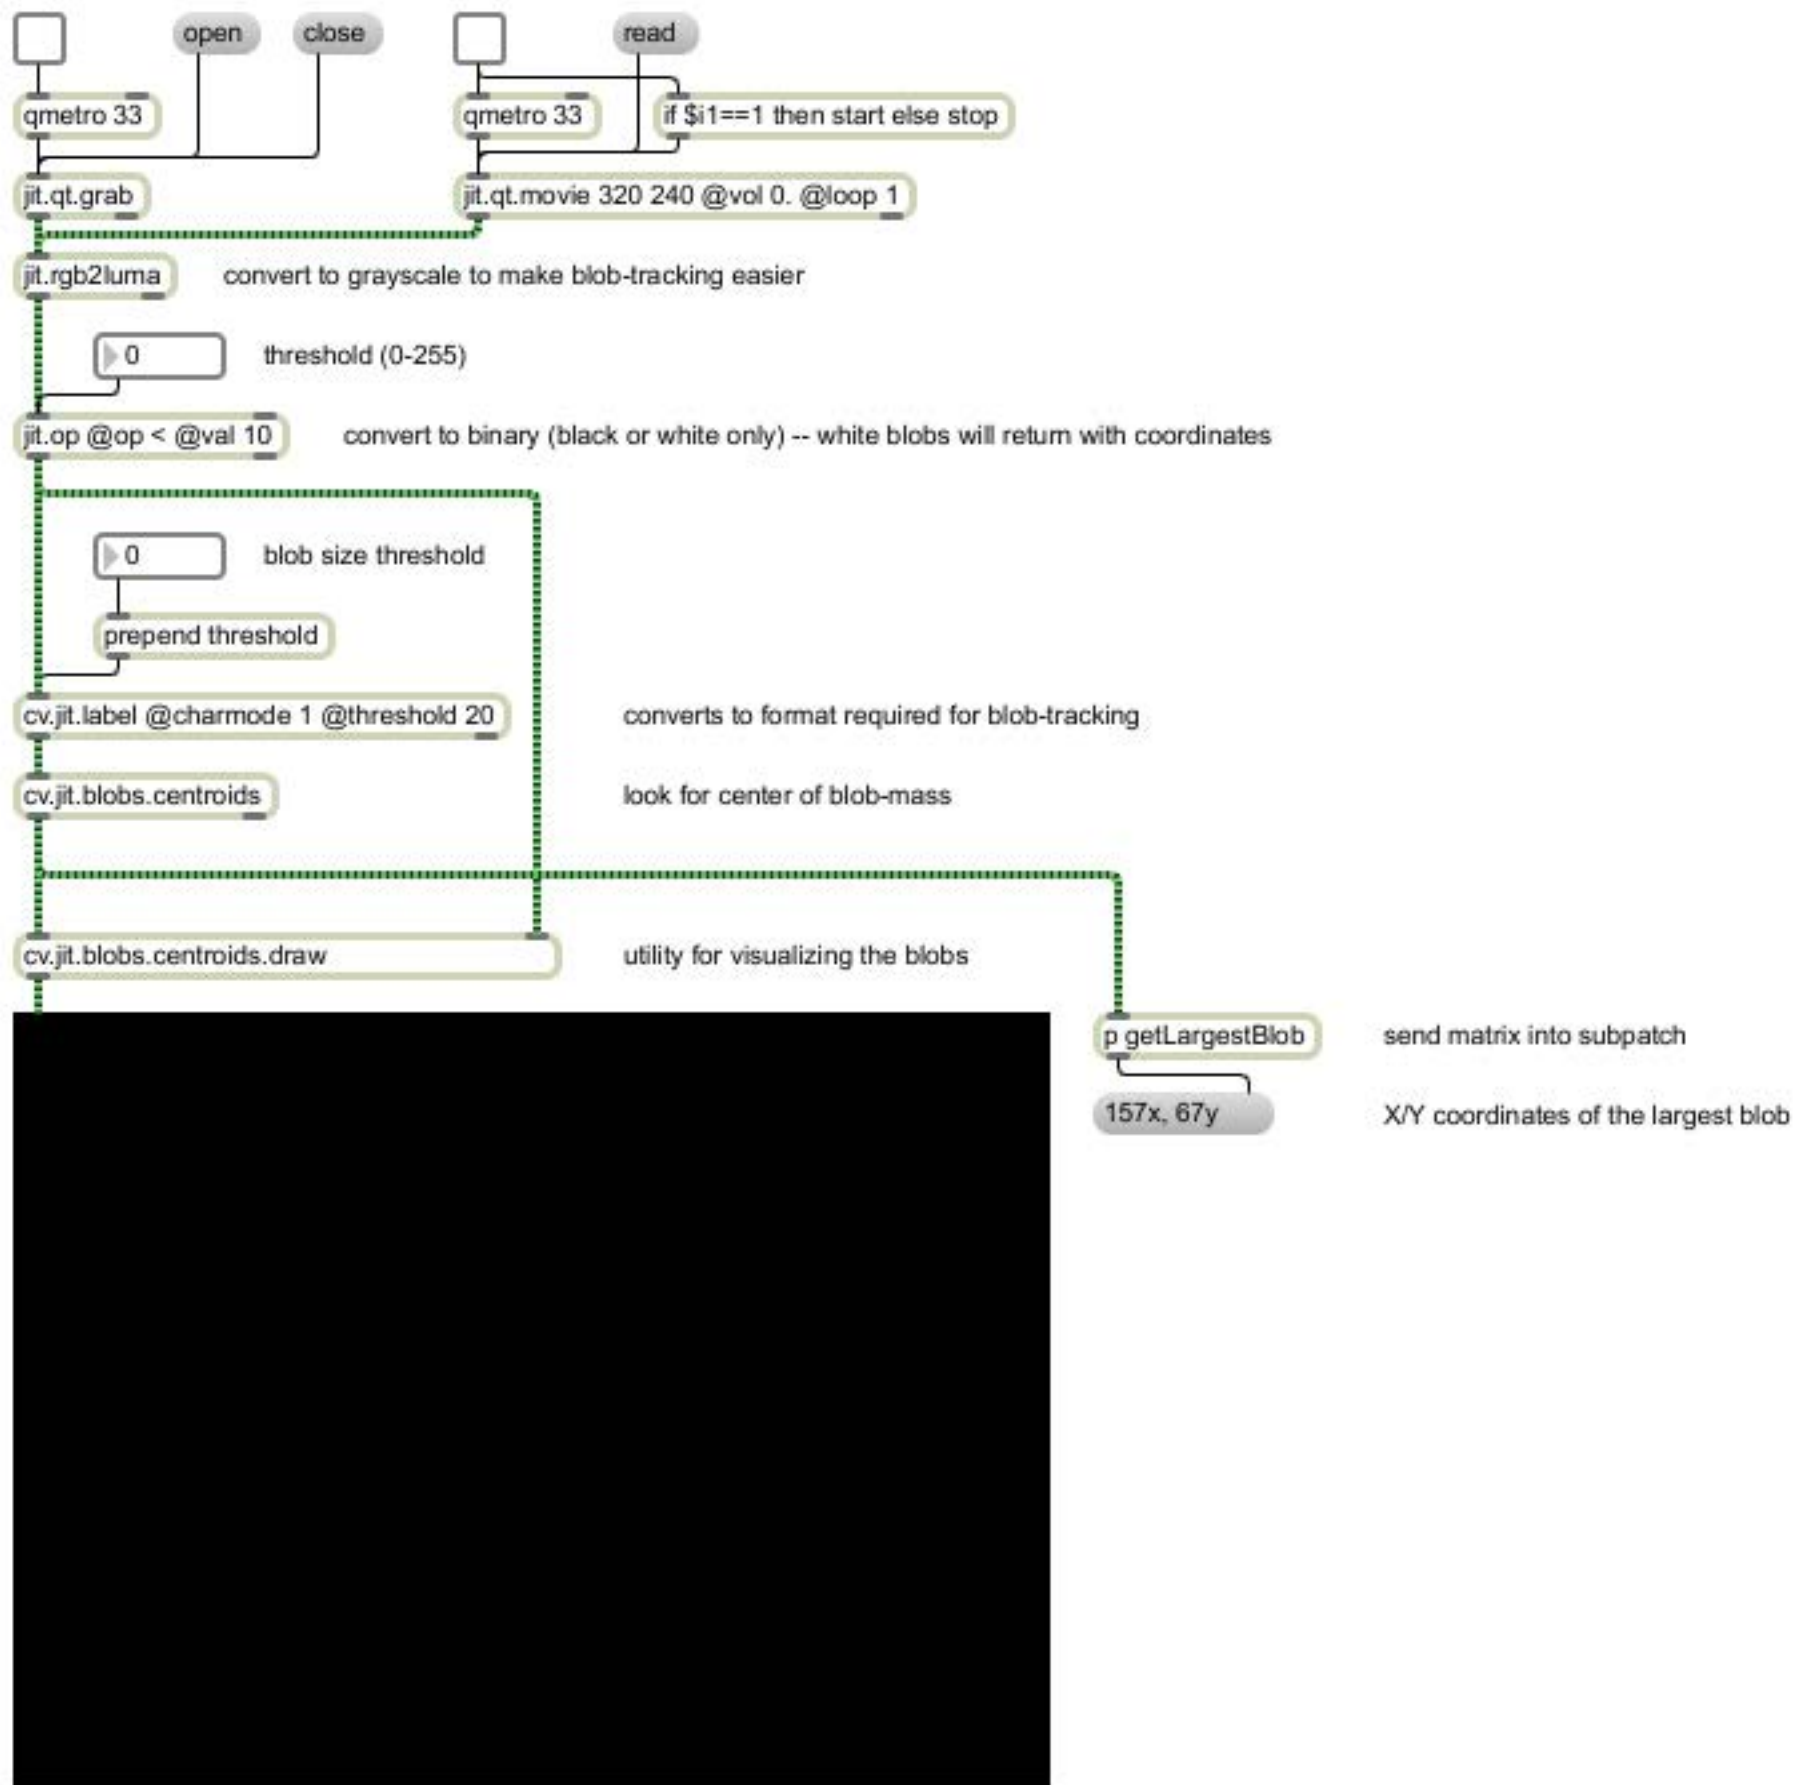 open
close
read
qmetro 33
qmetro 33
if $i1==1 then start else stop
jit.qt.grab
jit.qt.movie 320 240 @vol 0. @loop 1
jit.rgb2luma
convert to grayscale to make blob-tracking easier
0
threshold (0-255)
jit.op @op < @val 10
convert to binary (black or white only) -- white blobs will return with coordinates
0
blob size threshold
prepend threshold
cv.jit.label @charmode 1 @threshold 20
converts to format required for blob-tracking
cv.jit.blobs.centroids
look for center of blob-mass
cv.jit.blobs.centroids.draw
utility for visualizing the blobs
p getLargestBlob
send matrix into subpatch
157x, 67y
X/Y coordinates of the largest blob